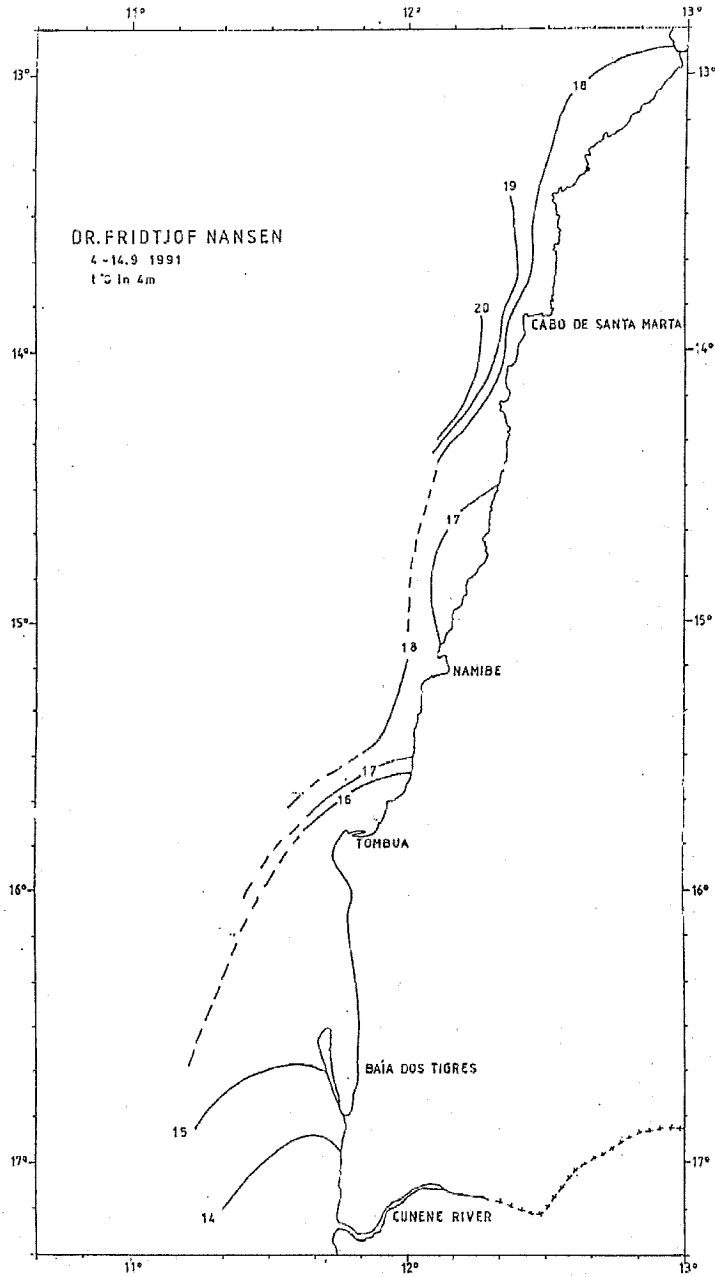 11° 12° 13°
13° 13°
18
19
DR. FRIDTJOF NANSEN
4-14.9 1991
t°C in 4m
20
CABO DE SANTA MARTA
14° 14°
17
15° 15°
18
NAMIBE
17
16
TOMBUA
16° 16°
BAÍA DOS TIGRES
15
17° 17°
14
CUNENE RIVER
11° 12° 13°